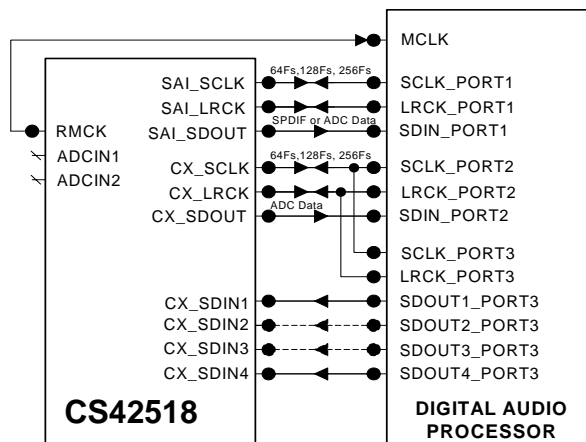 MCLK
64Fs,128Fs, 256Fs
SAI_SCLK SCLK_PORT1
SAI_LRCK LRCK_PORT1
SPDIF or ADC Data
RMCK SAI_SDOUT SDIN_PORT1
ADCIN1
64Fs,128Fs, 256Fs
CX_SCLK SCLK_PORT2
ADCIN2
CX_LRCK LRCK_PORT2
ADC Data
CX_SDOUT SDIN_PORT2
SCLK_PORT3
LRCK_PORT3
CX_SDIN1 SDOUT1_PORT3
CX_SDIN2 SDOUT2_PORT3
CX_SDIN3 SDOUT3_PORT3
CX_SDIN4 SDOUT4_PORT3
CS42518
DIGITAL AUDIO
PROCESSOR